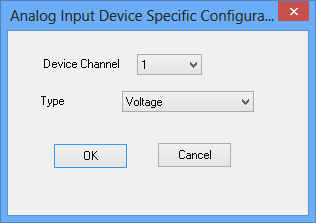 Analog Input Device Specific Configura...
Device Channel 1
Type Voltage
OK Cancel